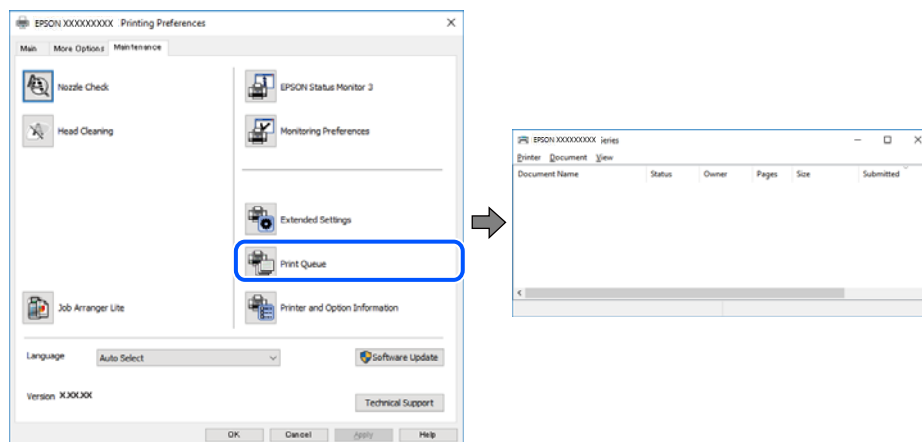 EPSON XXXXXXXXX Printing Preferences
Main More Options Maintenance
Nozzle Check
EPSON Status Monitor 3
Head Cleaning
Monitoring Preferences
Extended Settings
Print Queue
Job Arranger Lite
Printer and Option Information
Language Auto Select Software Update
Version X.XX.XX
Technical Support
OK Cancel Apply Help
EPSON XXXXXXXXX ieries
Printer Document View
Document Name Status Owner Pages Size Submitted